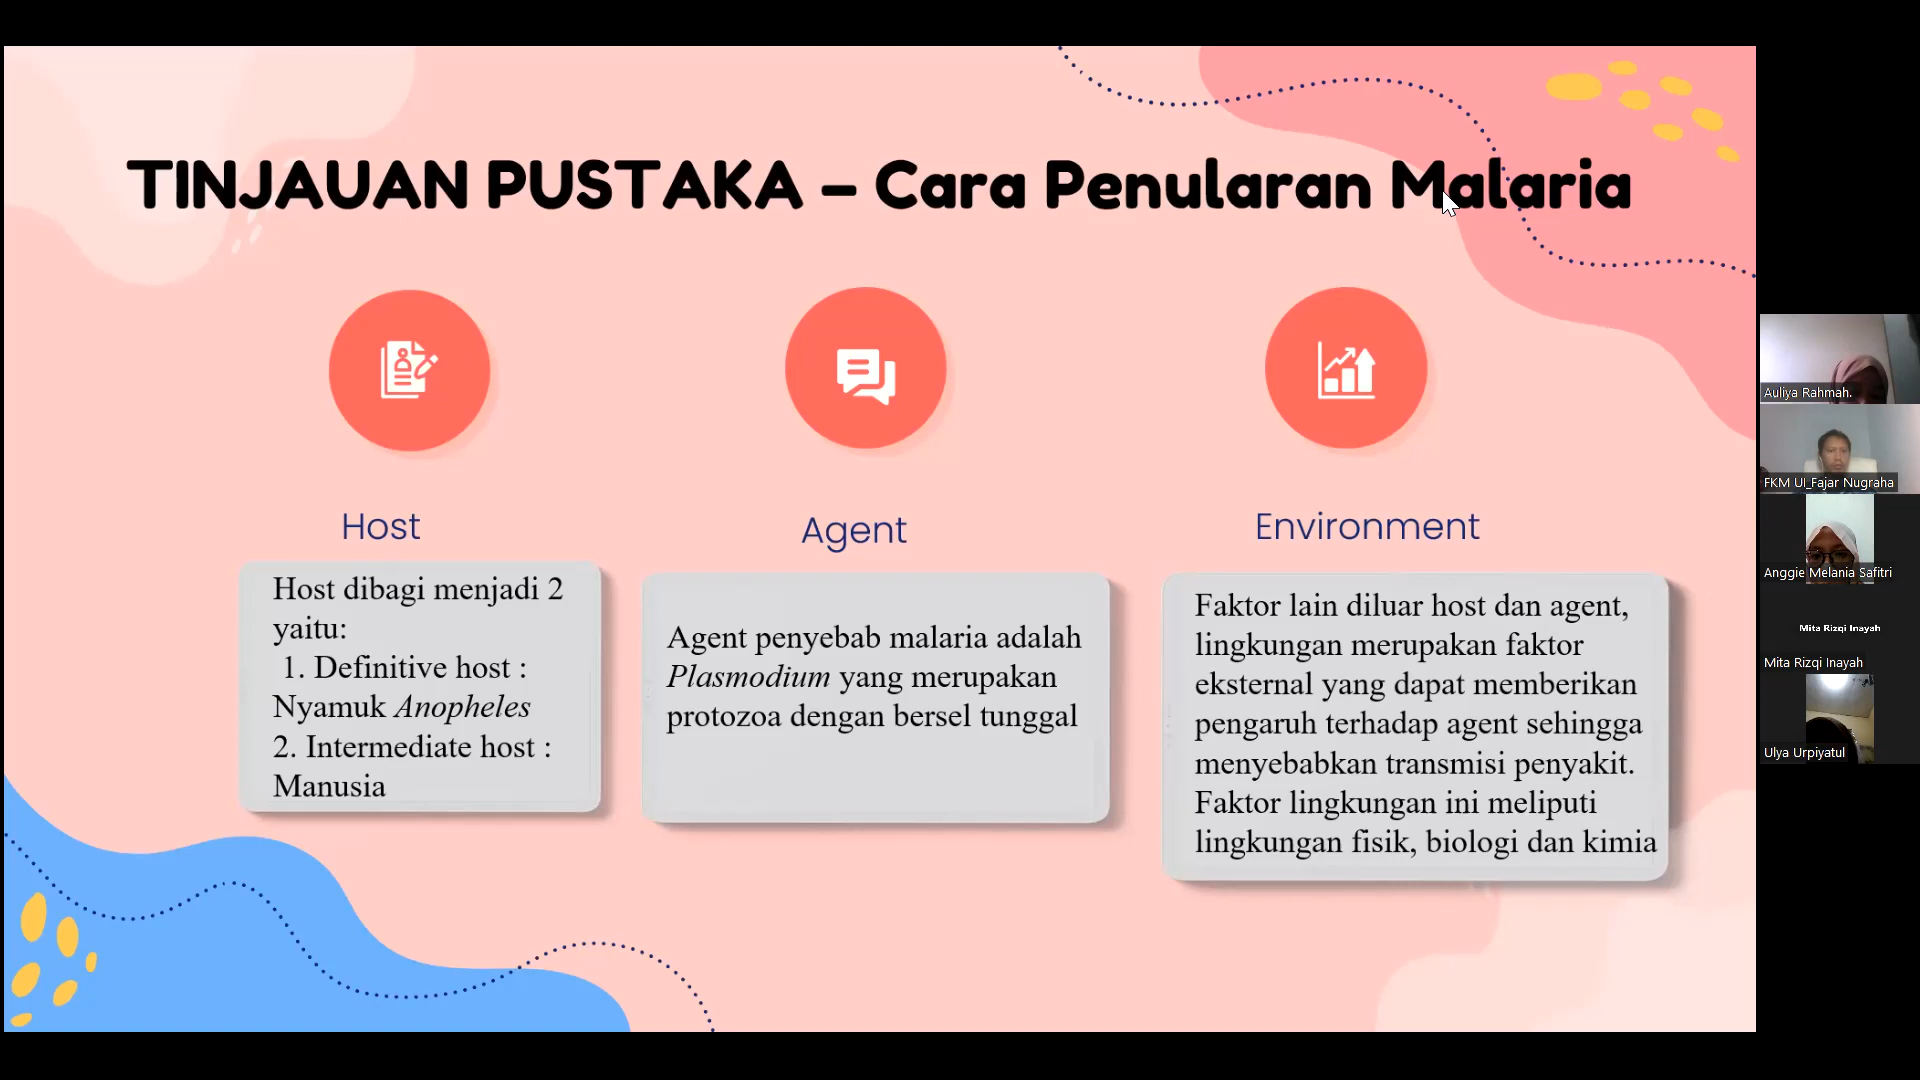 TINJAUAN PUSTAKA – Cara Penularan Malaria
Host
Host dibagi menjadi 2
yaitu:
1. Definitive host :
Nyamuk Anopheles
2. Intermediate host :
Manusia
Agent
Agent penyebab malaria adalah
Plasmodium yang merupakan
protozoa dengan bersel tunggal
Environment
Faktor lain diluar host dan agent,
lingkungan merupakan faktor
eksternal yang dapat memberikan
pengaruh terhadap agent sehingga
menyebabkan transmisi penyakit.
Faktor lingkungan ini meliputi
lingkungan fisik, biologi dan kimia
Auliya Rahmah.
FKM UI_Fajar Nugraha
Anggie Melania Safitri
Mita Rizqi Inayah
Mita Rizqi Inayah
Ulya Urpiyatul